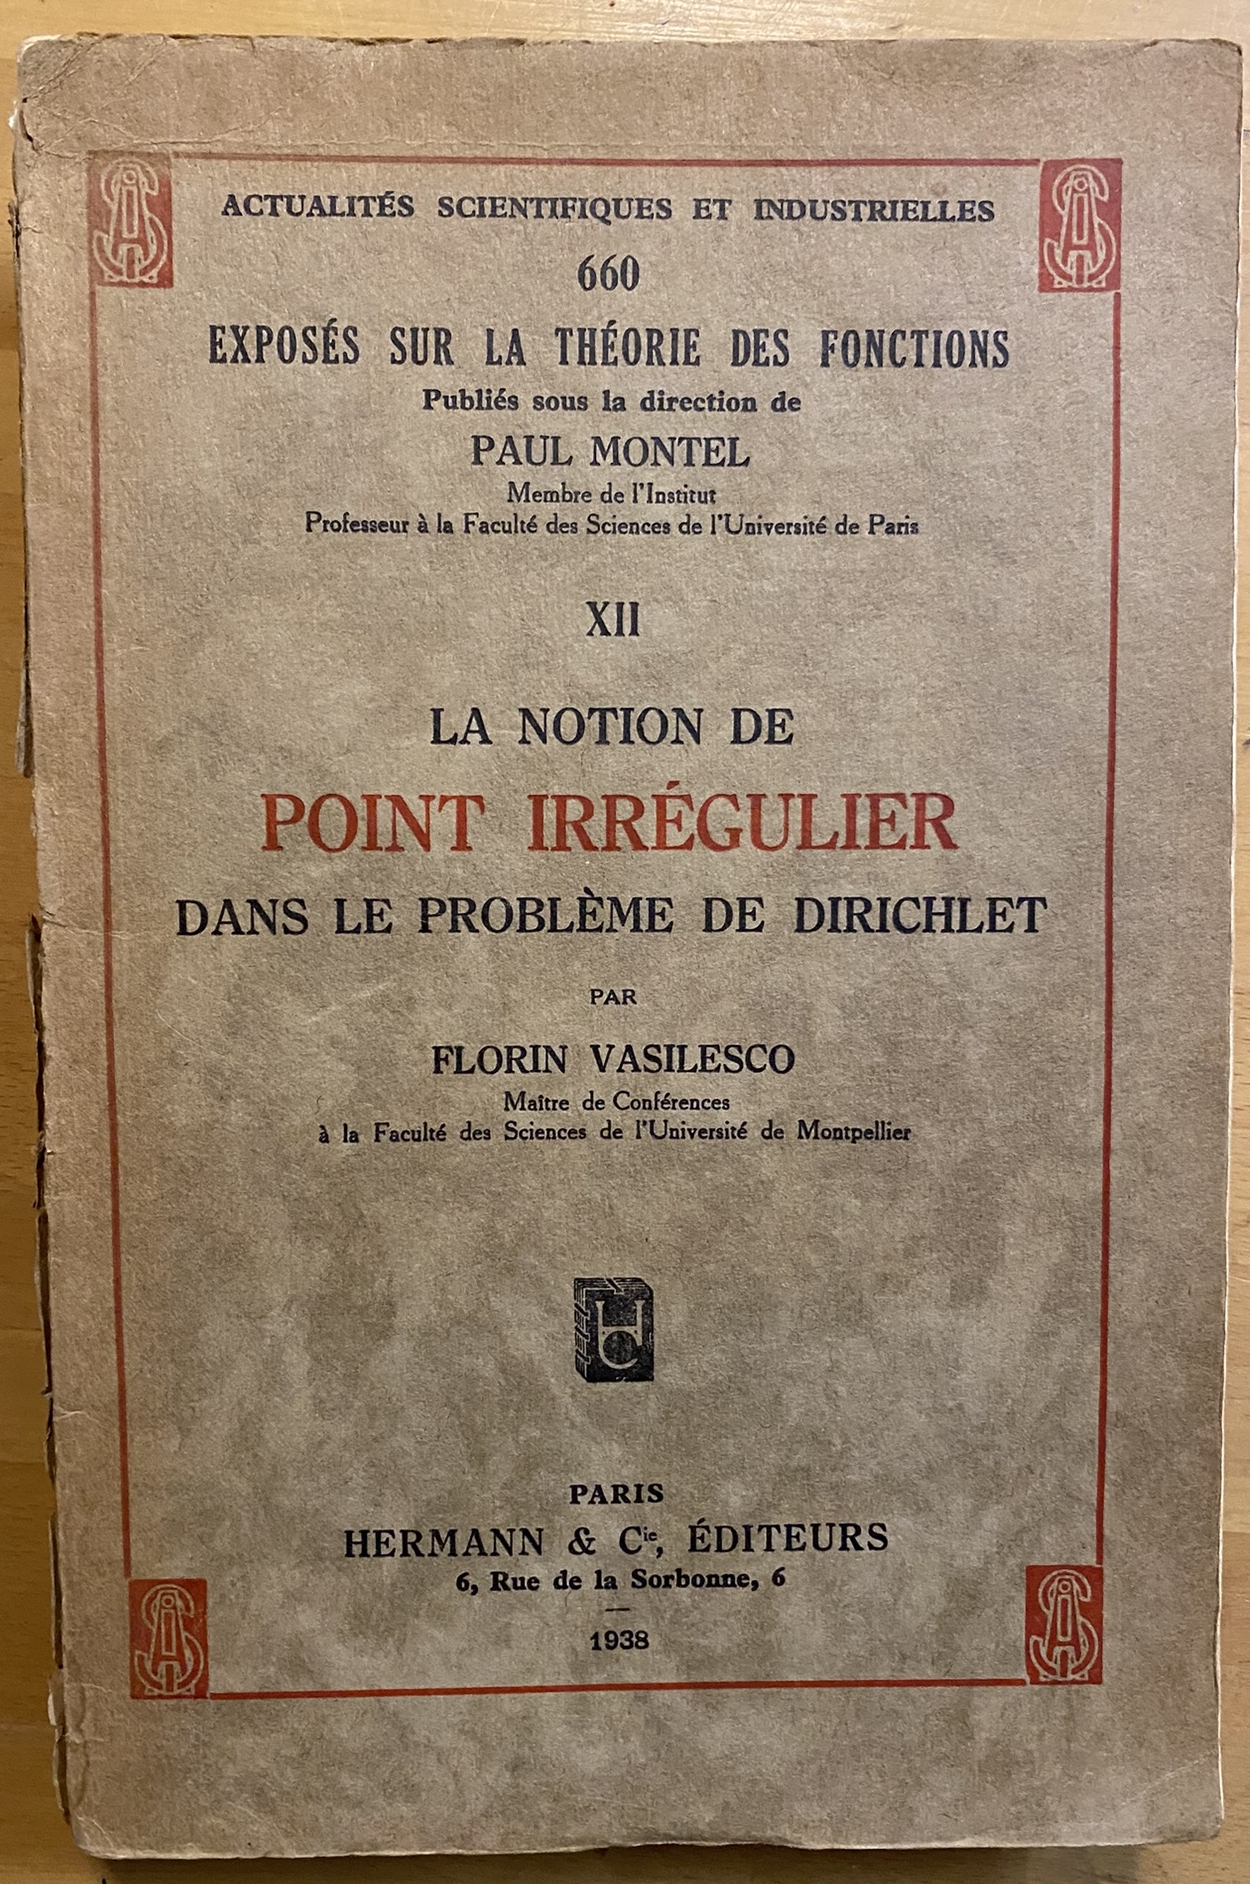 ACTUALITÉS SCIENTIFIQUES ET INDUSTRIELLES
660
EXPOSÉS SUR LA THÉORIE DES FONCTIONS
Publiés sous la direction de
PAUL MONTEL
Membre de l'Institut
Professeur à la Faculté des Sciences de l'Université de Paris
XII
LA NOTION DE
POINT IRRÉGULIER
DANS LE PROBLÈME DE DIRICHLET
PAR
FLORIN VASILESCO
Maître de Conférences
à la Faculté des Sciences de l'Université de Montpellier
HC
PARIS
HERMANN & Cie, ÉDITEURS
6, Rue de la Sorbonne, 6
1938